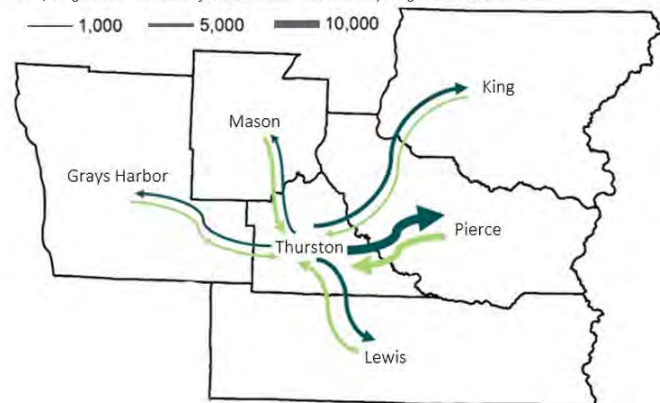 1,000 5,000 10,000
King
Mason
Grays Harbor
Pierce
Thurston
Lewis